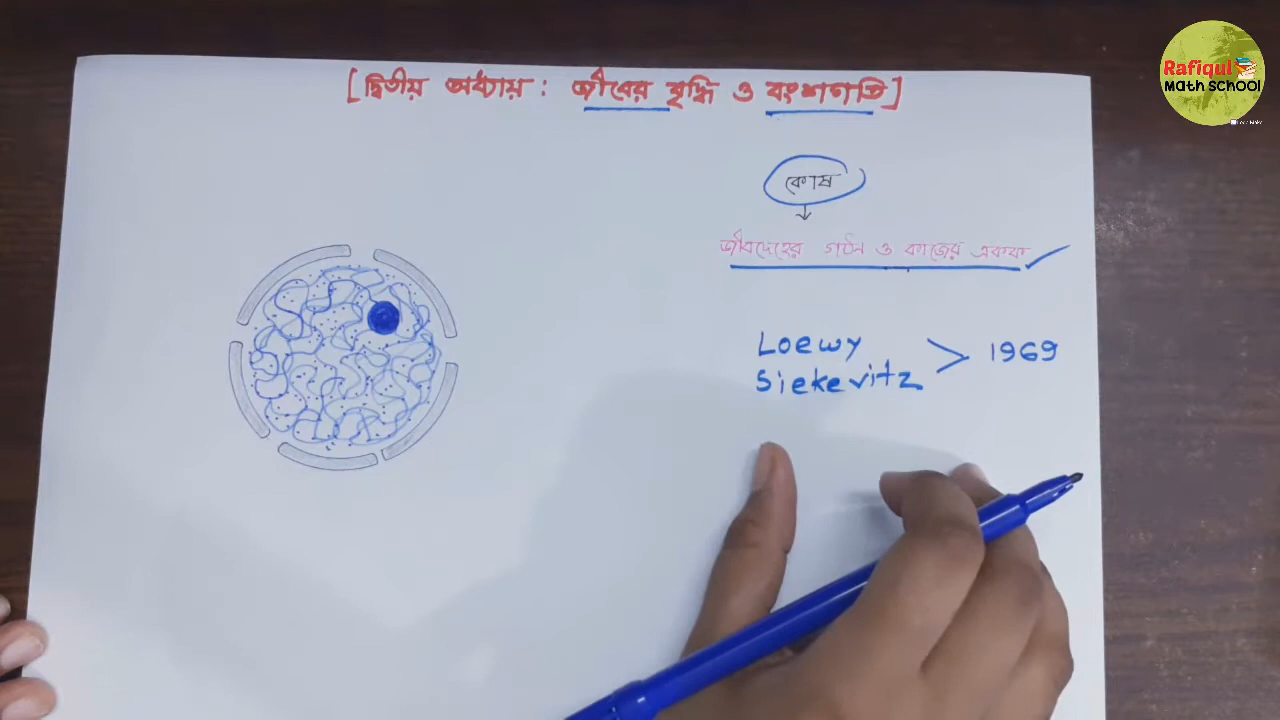 [দ্বিতীয় অধ্যায় : জীবের বৃদ্ধি ও বংশগতি]
কোষ
জীবদেহের গঠন ও কাজের একক
Loewy
Siekevitz > 1969
Rafiqul
Math SCHOOL